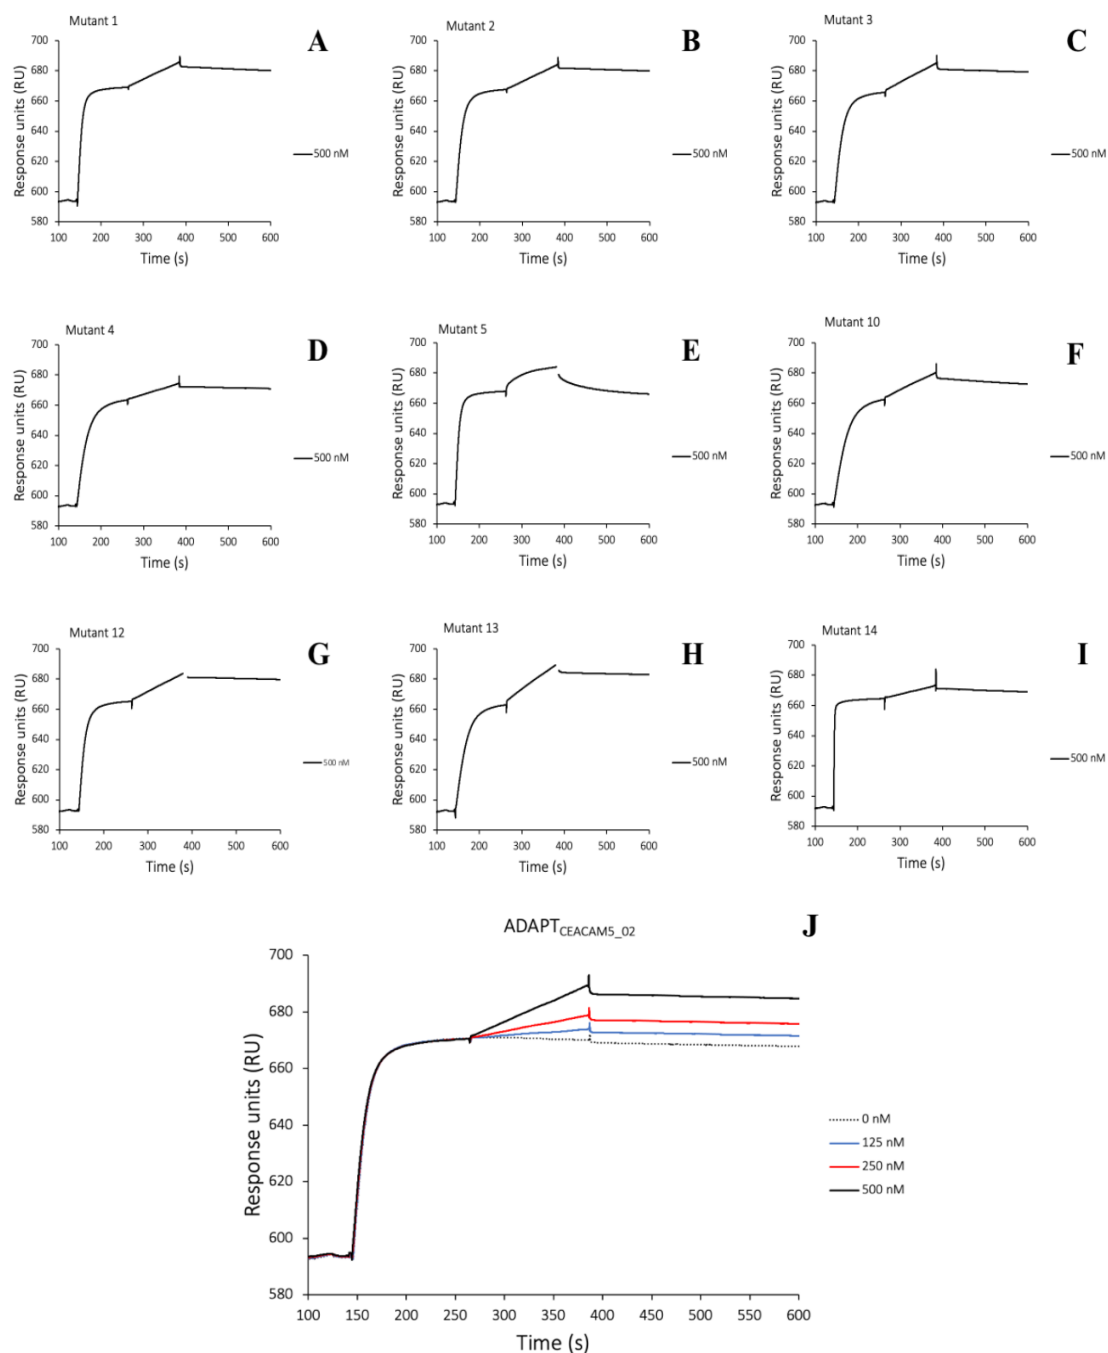 Mutant 1
A
700
680
660
640
620
600
580
100 200 300 400 500 600
Response units (RU)
Time (s)
500 nM
Mutant 2
B
700
680
660
640
620
600
580
100 200 300 400 500 600
Response units (RU)
Time (s)
500 nM
Mutant 3
C
700
680
660
640
620
600
580
100 200 300 400 500 600
Response units (RU)
Time (s)
500 nM
Mutant 4
D
700
680
660
640
620
600
580
100 200 300 400 500 600
Response units (RU)
Time (s)
500 nM
Mutant 5
E
700
680
660
640
620
600
580
100 200 300 400 500 600
Response units (RU)
Time (s)
500 nM
Mutant 10
F
700
680
660
640
620
600
580
100 200 300 400 500 600
Response units (RU)
Time (s)
500 nM
Mutant 12
G
700
680
660
640
620
600
580
100 200 300 400 500 600
Response units (RU)
Time (s)
500 nM
Mutant 13
H
700
680
660
640
620
600
580
100 200 300 400 500 600
Response units (RU)
Time (s)
500 nM
Mutant 14
I
700
680
660
640
620
600
580
100 200 300 400 500 600
Response units (RU)
Time (s)
500 nM
ADAPTCEACAM5_02
J
700
680
660
640
620
600
580
100 150 200 250 300 350 400 450 500 550 600
Response units (RU)
Time (s)
0 nM
125 nM
250 nM
500 nM